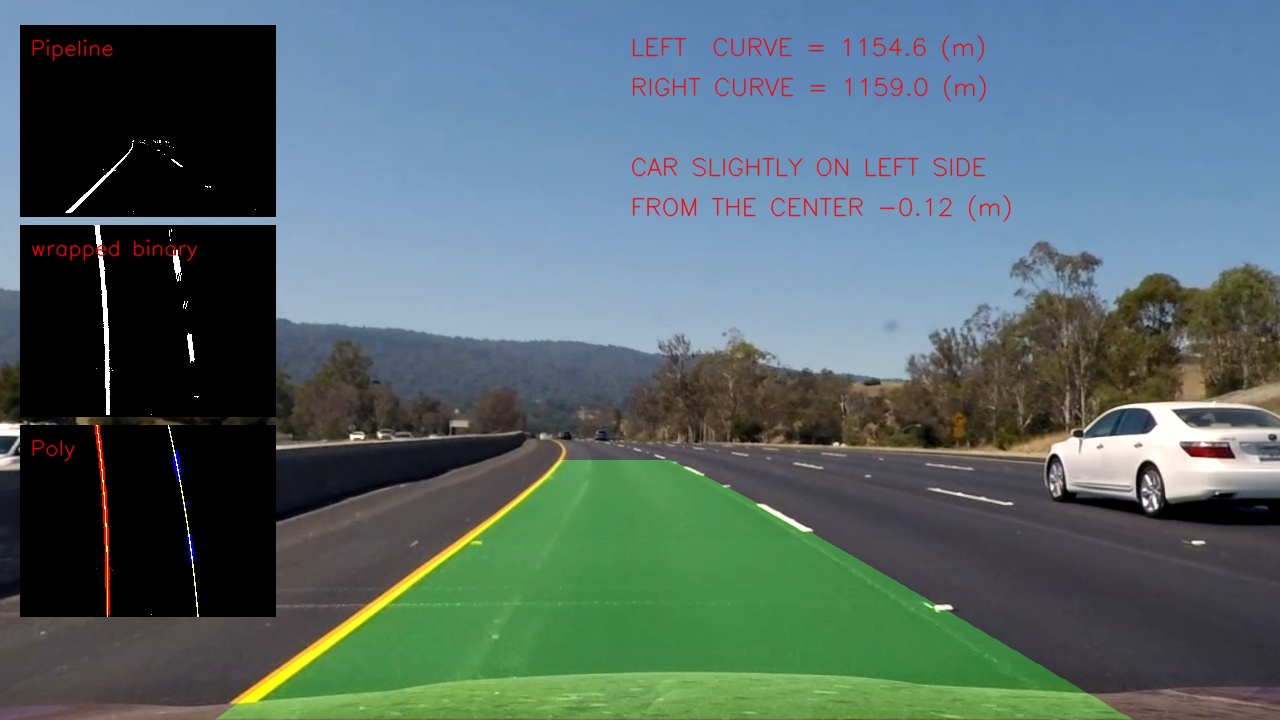 Pipeline
LEFT CURVE = 1154.6 (m)
RIGHT CURVE = 1159.0 (m)
CAR SLIGHTLY ON LEFT SIDE
FROM THE CENTER -0.12 (m)
wrapped binary
Poly